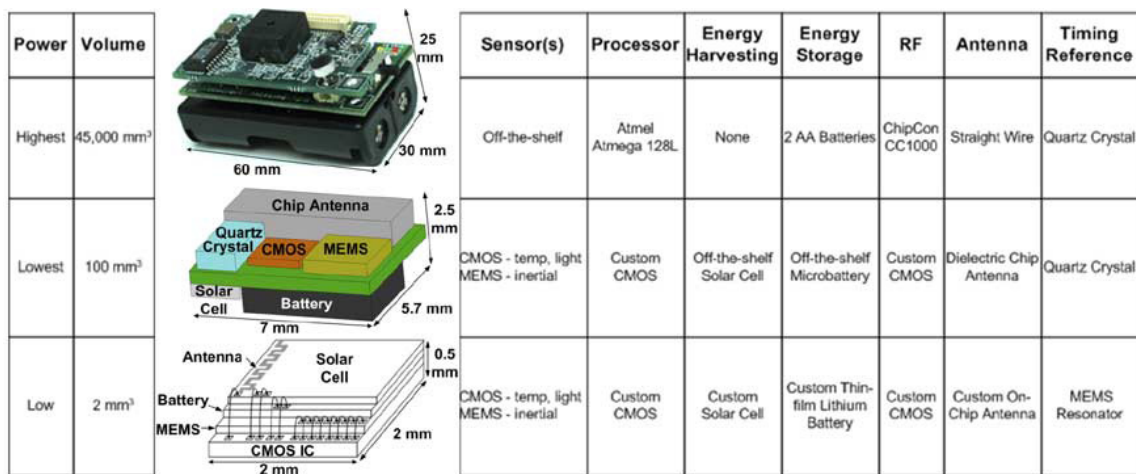 Power
Volume
25
mm
30 mm
60 mm
Sensor(s)
Processor
Energy
Harvesting
Energy
Storage
RF
Antenna
Timing
Reference
Highest
45,000 mm³
Off-the-shelf
Atmel
Atmega 128L
None
2 AA Batteries
ChipCon
CC1000
Straight Wire
Quartz Crystal
Lowest
100 mm³
Chip Antenna
Quartz
Crystal
CMOS
MEMS
Solar
Cell
Battery
2.5
mm
5.7 mm
7 mm
CMOS - temp, light
MEMS - inertial
Custom
CMOS
Off-the-shelf
Solar Cell
Off-the-shelf
Microbattery
Custom
CMOS
Dielectric Chip
Antenna
Quartz Crystal
Low
2 mm³
Antenna
Solar
Cell
Battery
MEMS
CMOS IC
0.5
mm
2 mm
2 mm
CMOS - temp, light
MEMS - inertial
Custom
CMOS
Custom
Solar Cell
Custom Thin-
film Lithium
Battery
Custom
CMOS
Custom On-
Chip Antenna
MEMS
Resonator